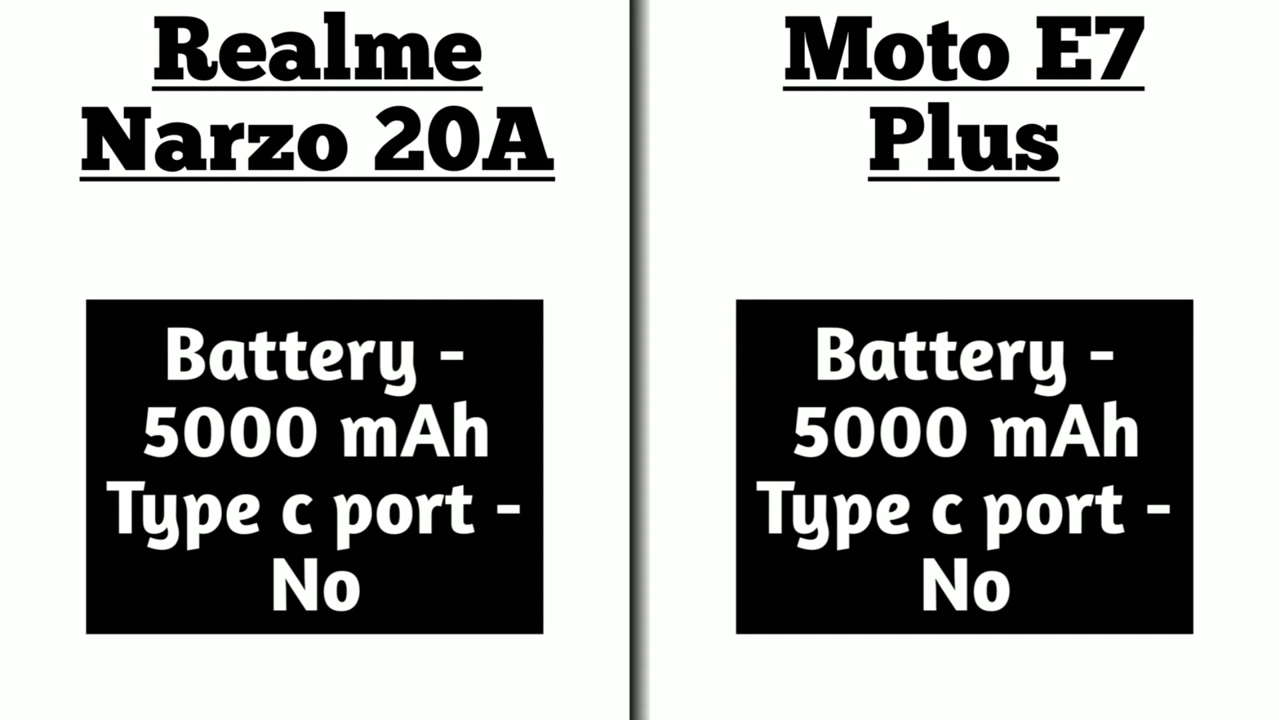 Realme
Narzo 20A
Battery -
5000 mAh
Type c port -
No
Moto E7
Plus
Battery -
5000 mAh
Type c port -
No